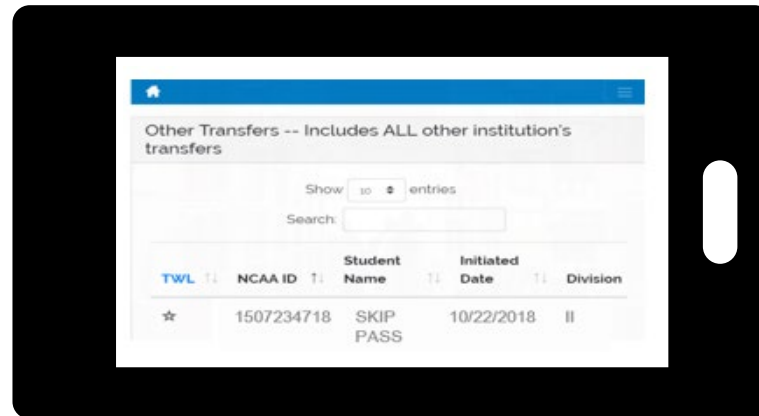 Other Transfers -- Includes ALL other institution's
transfers
Show 10 entries
Search:
TWL NCAA ID Student Name Initiated Date Division
1507234718 SKIP PASS 10/22/2018 II